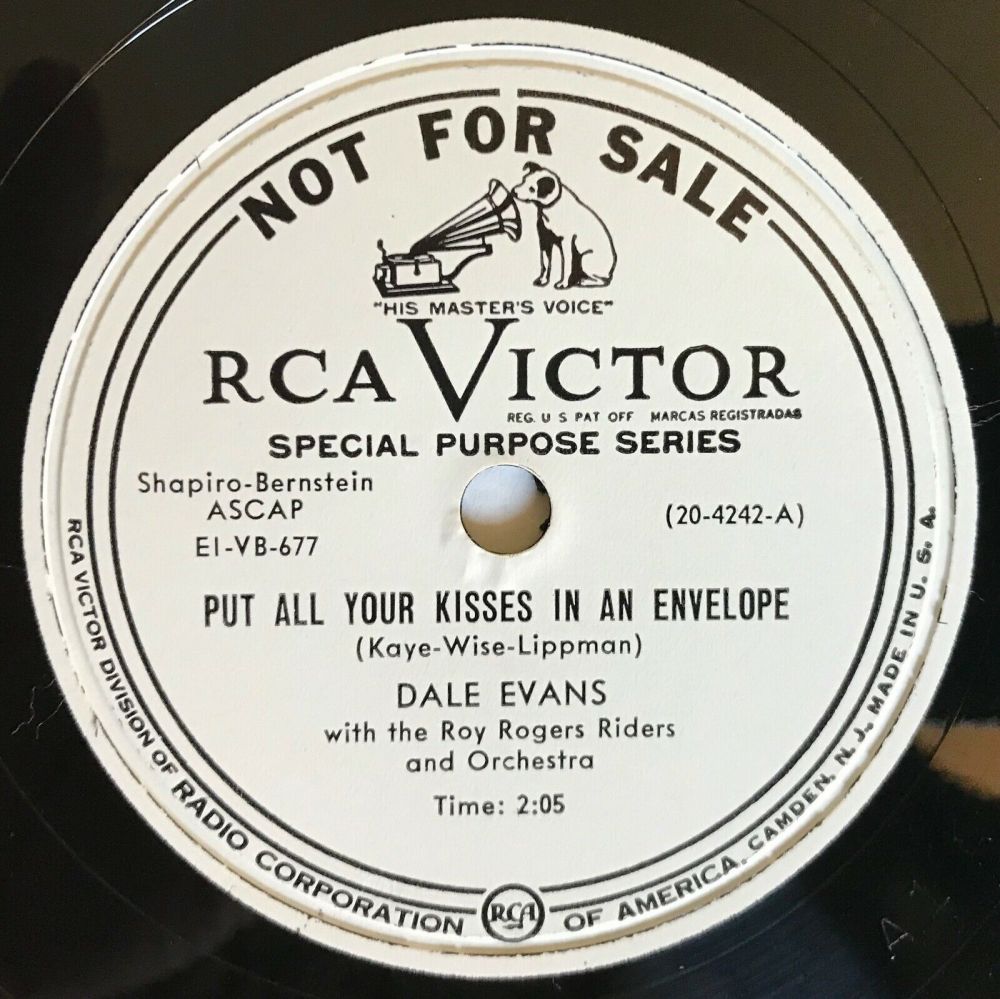 NOT FOR SALE
"HIS MASTER'S VOICE"
RCA VICTOR
REG. U S PAT OFF MARCAS REGISTRADAS
SPECIAL PURPOSE SERIES
Shapiro-Bernstein
ASCAP
E1-VB-677
(20-4242-A)
PUT ALL YOUR KISSES IN AN ENVELOPE
(Kaye-Wise-Lippman)
DALE EVANS
with the Roy Rogers Riders
and Orchestra
Time: 2:05
RCA VICTOR DIVISION OF RADIO CORPORATION OF AMERICA, CAMDEN, N. J. MADE IN U. S. A.
RCA
A